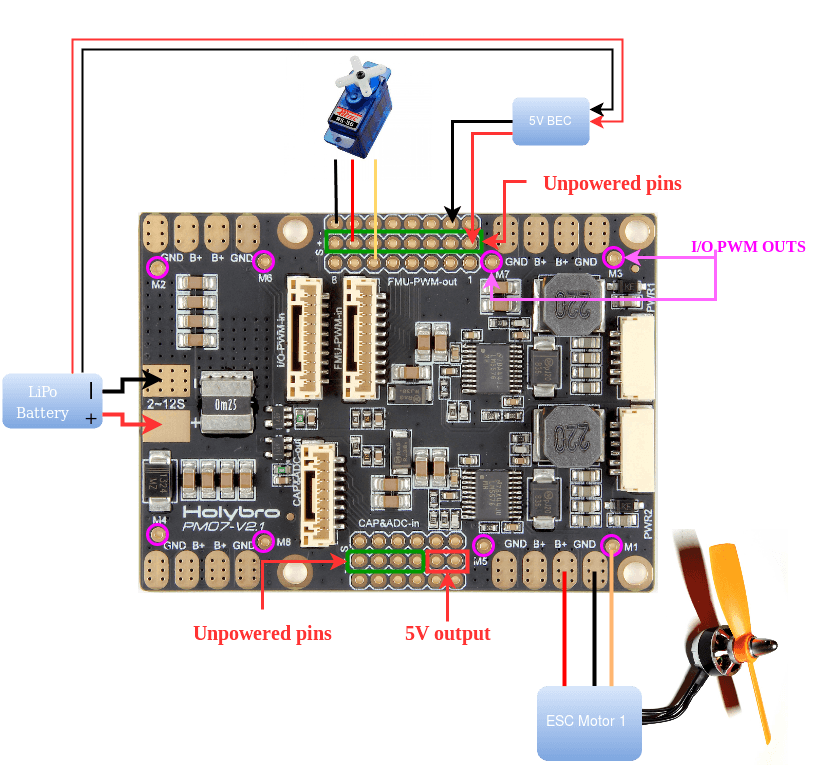 5V BEC
Unpowered pins
S +
GND B+ B+ GND
GND B+ B+ GND
I/O PWM OUTS
M2
M6
8
FMU-PWM-out
1
M7
M3
PWR1
I/O-PWM-in
FMU-PWM-in
220
LiPo
Battery
−
+
2~12S
−
+
0m25
220
CAP&ADC-out
Holybro
PM07-V2.1
CAP&ADC-in
PWR2
M4
GND B+ B+ GND
M8
S
M5
GND B+ B+ GND
M1
Unpowered pins
5V output
ESC Motor 1